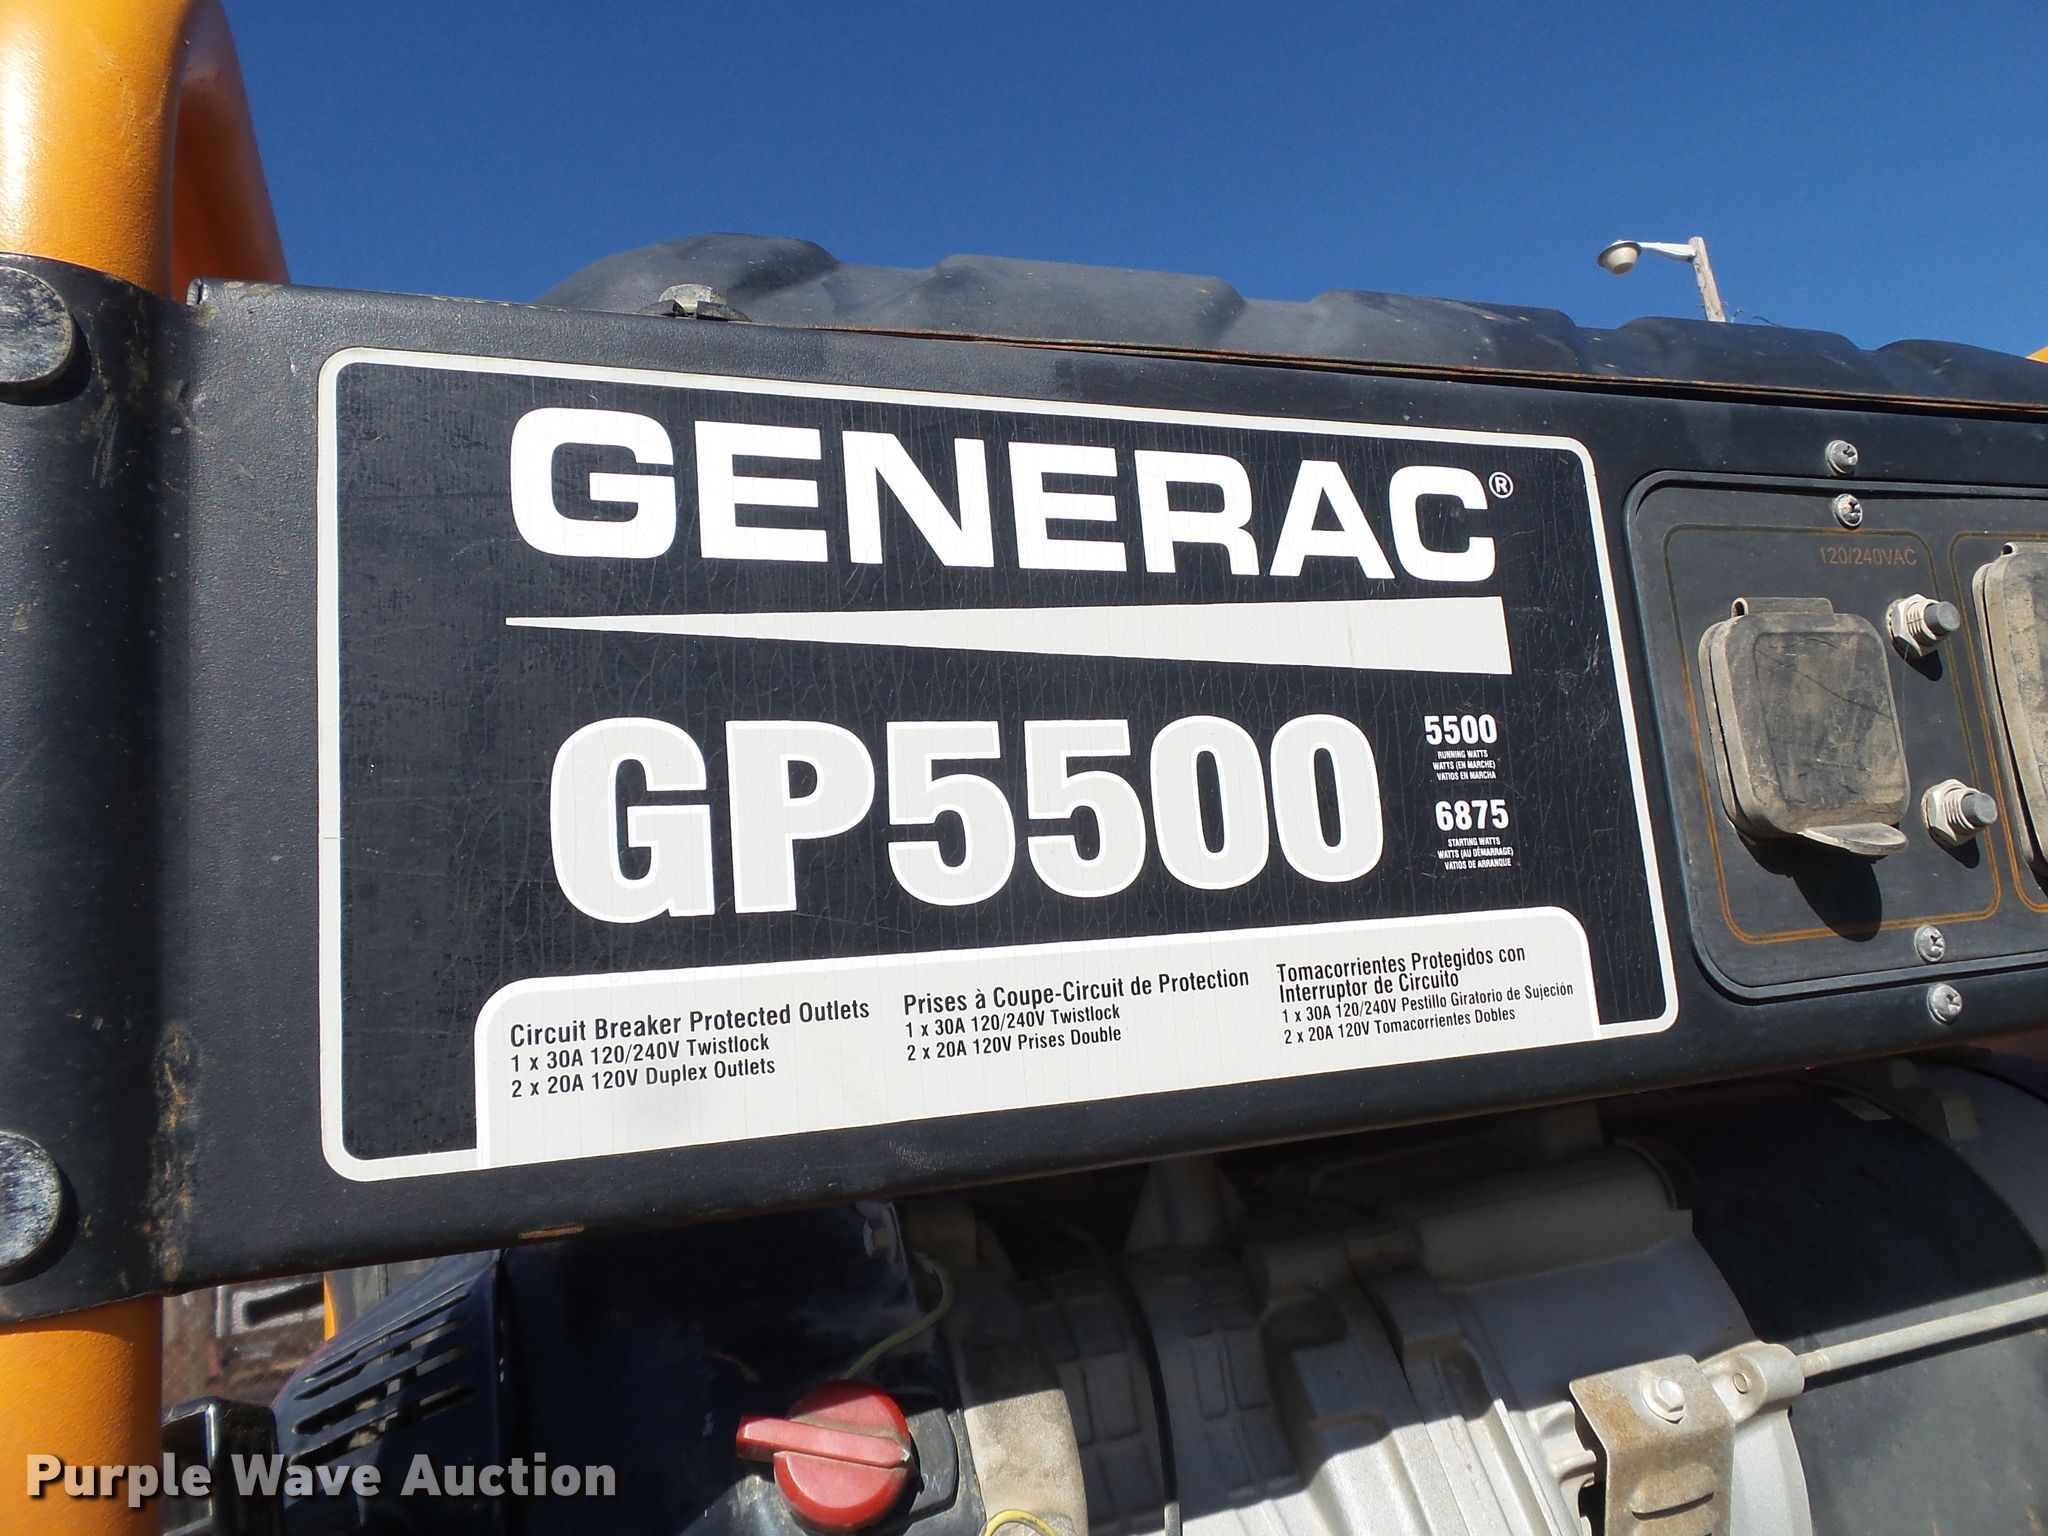 GENERAC®
GP5500
5500
RUNNING WATTS
WATTS (EN MARCHE)
VATIOS EN MARCHA
6875
STARTING WATTS
WATTS (AU DÉMARRAGE)
VATIOS DE ARRANQUE
120/240VAC
Circuit Breaker Protected Outlets
1 x 30A 120/240V Twistlock
2 x 20A 120V Duplex Outlets
Prises à Coupe-Circuit de Protection
1 x 30A 120/240V Twistlock
2 x 20A 120V Prises Double
Tomacorrientes Protegidos con
Interruptor de Circuito
1 x 30A 120/240V Pestillo Giratorio de Sujeción
2 x 20A 120V Tomacorrientes Dobles
Purple Wave Auction